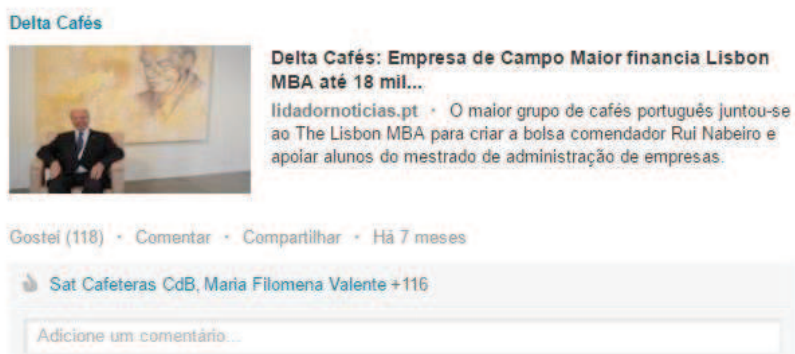 Delta Cafés
Delta Cafés: Empresa de Campo Maior financia Lisbon
MBA até 18 mil...
lidadornoticias.pt · O maior grupo de cafés português juntou-se
ao The Lisbon MBA para criar a bolsa comendador Rui Nabeiro e
apoiar alunos do mestrado de administração de empresas.
Gostei (118) · Comentar · Compartilhar · Há 7 meses
Sat Cafeteras CdB, Maria Filomena Valente +116
Adicione um comentário...